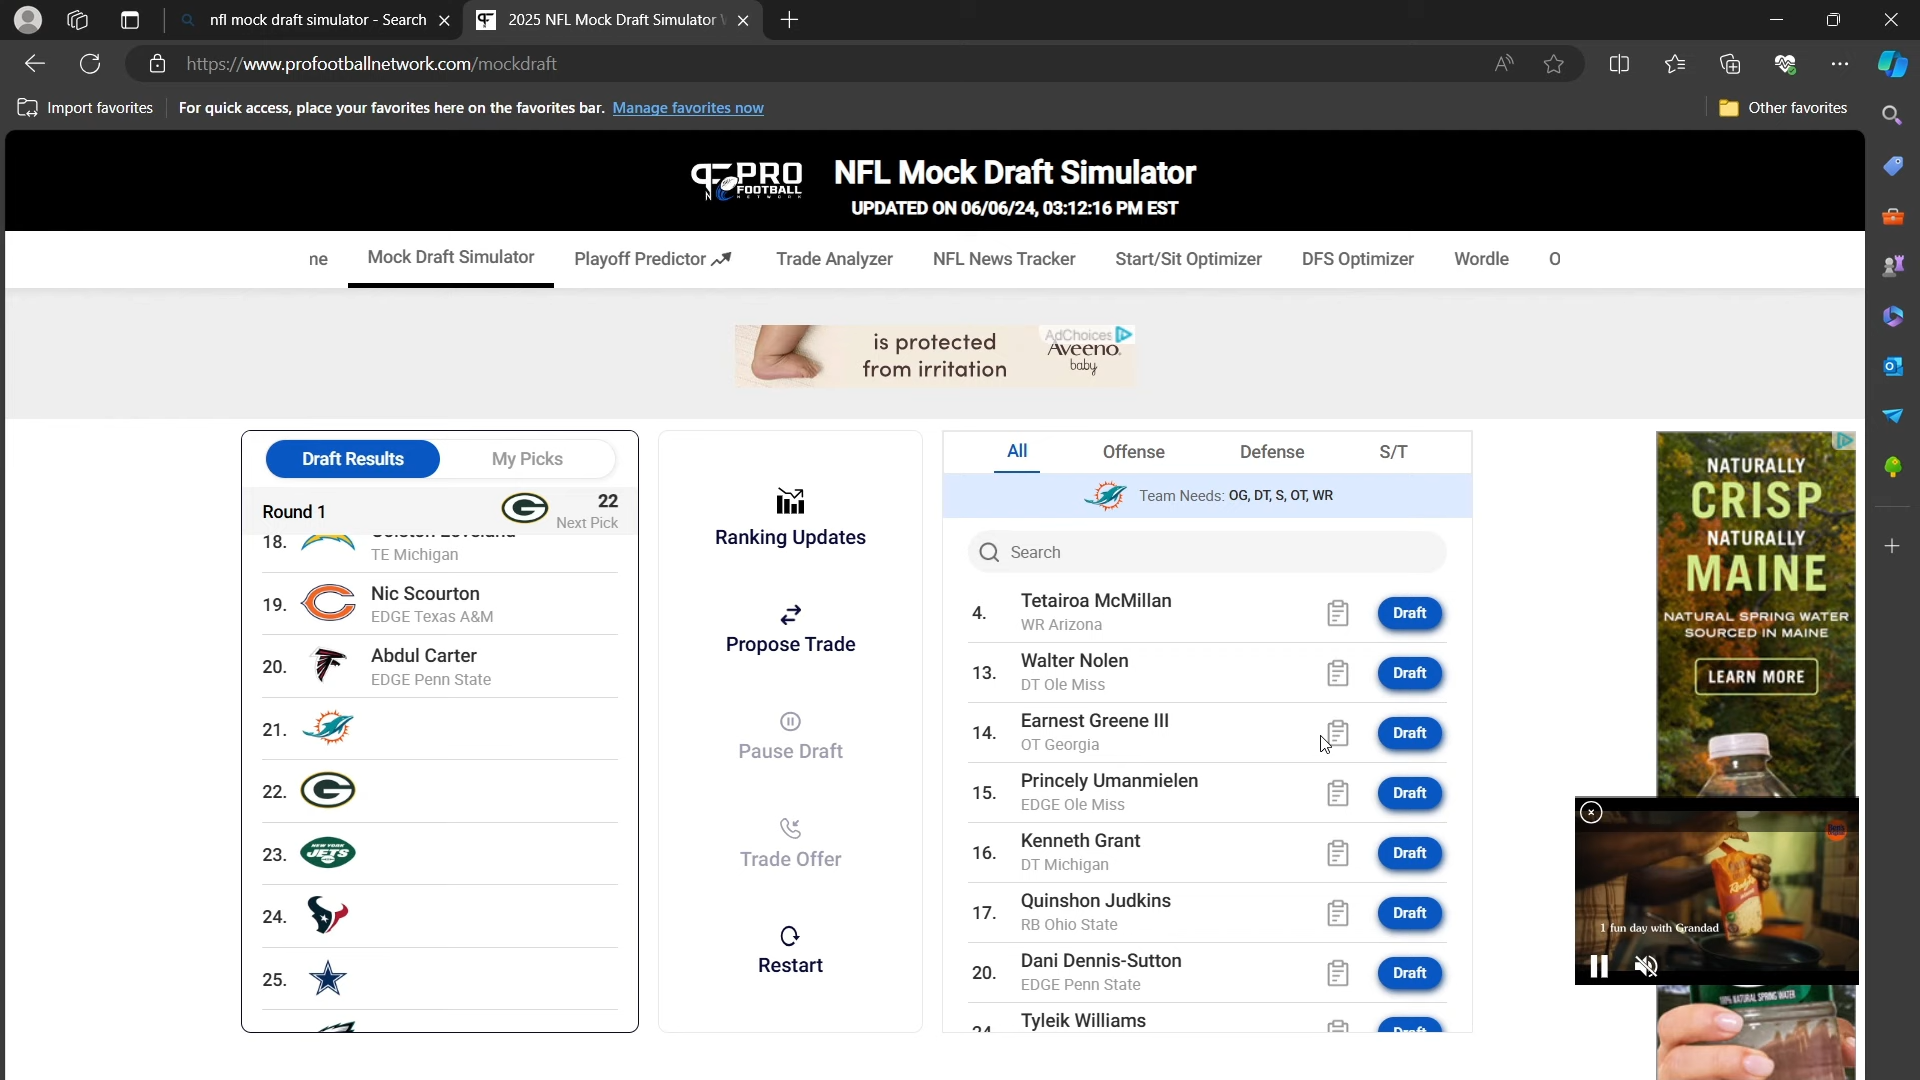 nfl mock draft simulator - Search
2025 NFL Mock Draft Simulator
https://www.profootballnetwork.com/mockdraft
Import favorites
For quick access, place your favorites here on the favorites bar. Manage favorites now
Other favorites
PRO
FOOTBALL
NETWORK
NFL Mock Draft Simulator
UPDATED ON 06/06/24, 03:12:16 PM EST
ne
Mock Draft Simulator
Playoff Predictor
Trade Analyzer
NFL News Tracker
Start/Sit Optimizer
DFS Optimizer
Wordle
O
is protected
from irritation
AdChoices
Aveeno
baby
Draft Results
My Picks
Round 1
22
Next Pick
18.
TE Michigan
19.
Nic Scourton
EDGE Texas A&M
20.
Abdul Carter
EDGE Penn State
21.
22.
23.
NEW YORK
JETS
24.
25.
Ranking Updates
Propose Trade
Pause Draft
Trade Offer
Restart
All
Offense
Defense
S/T
Team Needs: OG, DT, S, OT, WR
Search
4.
Tetairoa McMillan
WR Arizona
Draft
13.
Walter Nolen
DT Ole Miss
Draft
14.
Earnest Greene III
OT Georgia
Draft
15.
Princely Umanmielen
EDGE Ole Miss
Draft
16.
Kenneth Grant
DT Michigan
Draft
17.
Quinshon Judkins
RB Ohio State
Draft
20.
Dani Dennis-Sutton
EDGE Penn State
Draft
Tyleik Williams
Draft
NATURALLY
CRISP
NATURALLY
MAINE
NATURAL SPRING WATER
SOURCED IN MAINE
LEARN MORE
1 fun day with Grandad
100% NATURAL SPRING WATER